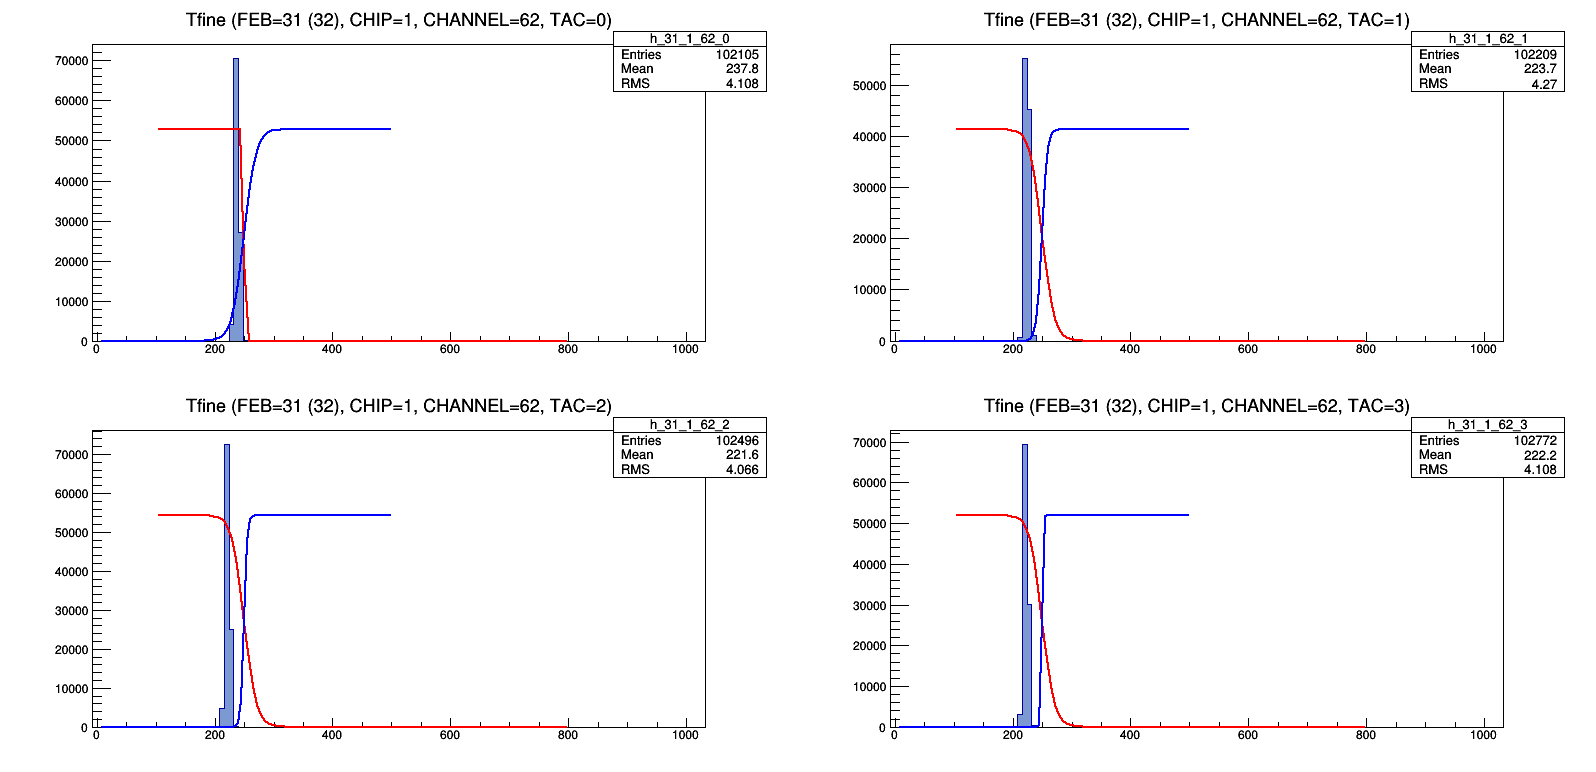 Tfine (FEB=31 (32), CHIP=1, CHANNEL=62, TAC=0)
h_31_1_62_0
Entries 102105
Mean 237.8
RMS 4.108
70000
60000
50000
40000
30000
20000
10000
0
0 200 400 600 800 1000
Tfine (FEB=31 (32), CHIP=1, CHANNEL=62, TAC=1)
h_31_1_62_1
Entries 102209
Mean 223.7
RMS 4.27
50000
40000
30000
20000
10000
0
0 200 400 600 800 1000
Tfine (FEB=31 (32), CHIP=1, CHANNEL=62, TAC=2)
h_31_1_62_2
Entries 102496
Mean 221.6
RMS 4.066
70000
60000
50000
40000
30000
20000
10000
0
0 200 400 600 800 1000
Tfine (FEB=31 (32), CHIP=1, CHANNEL=62, TAC=3)
h_31_1_62_3
Entries 102772
Mean 222.2
RMS 4.108
70000
60000
50000
40000
30000
20000
10000
0
0 200 400 600 800 1000